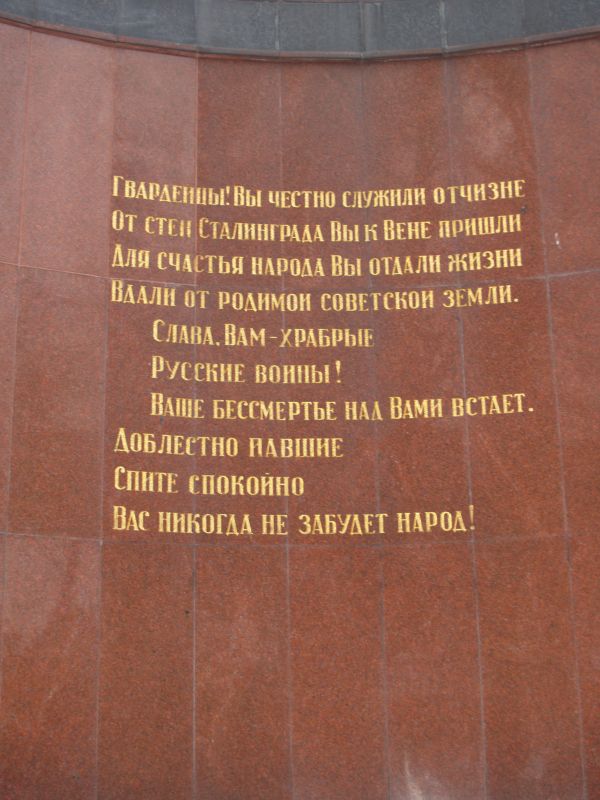 Гвардейцы! Вы честно служили отчизне
От стен Сталинграда Вы к Вене пришли
Для счастья народа Вы отдали жизни
Вдали от родимой советской земли.
Слава, Вам-храбрые
Русские воины!
Ваше бессмертье над Вами встает.
Доблестно павшие
Спите спокойно
Вас никогда не забудет народ!